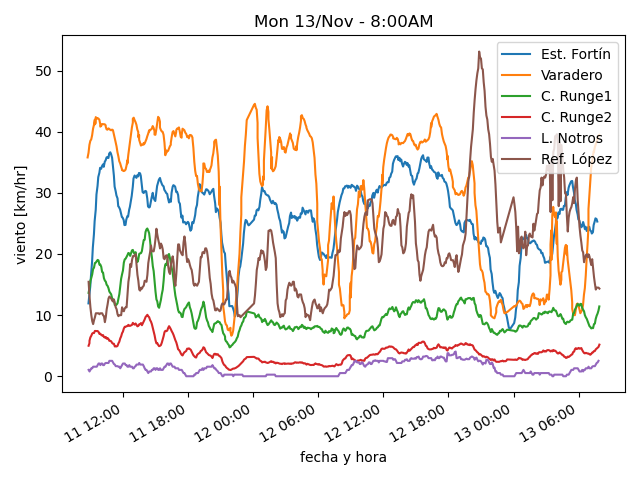 Mon 13/Nov - 8:00AM
Est. Fortín
Varadero
C. Runge1
C. Runge2
L. Notros
Ref. López
viento [km/hr]
50
40
30
20
10
0
11 12:00
11 18:00
12 00:00
12 06:00
12 12:00
12 18:00
13 00:00
13 06:00
fecha y hora